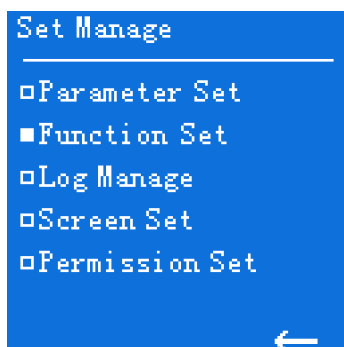 Set Manage
Parameter Set
Function Set
Log Manage
Screen Set
Permission Set